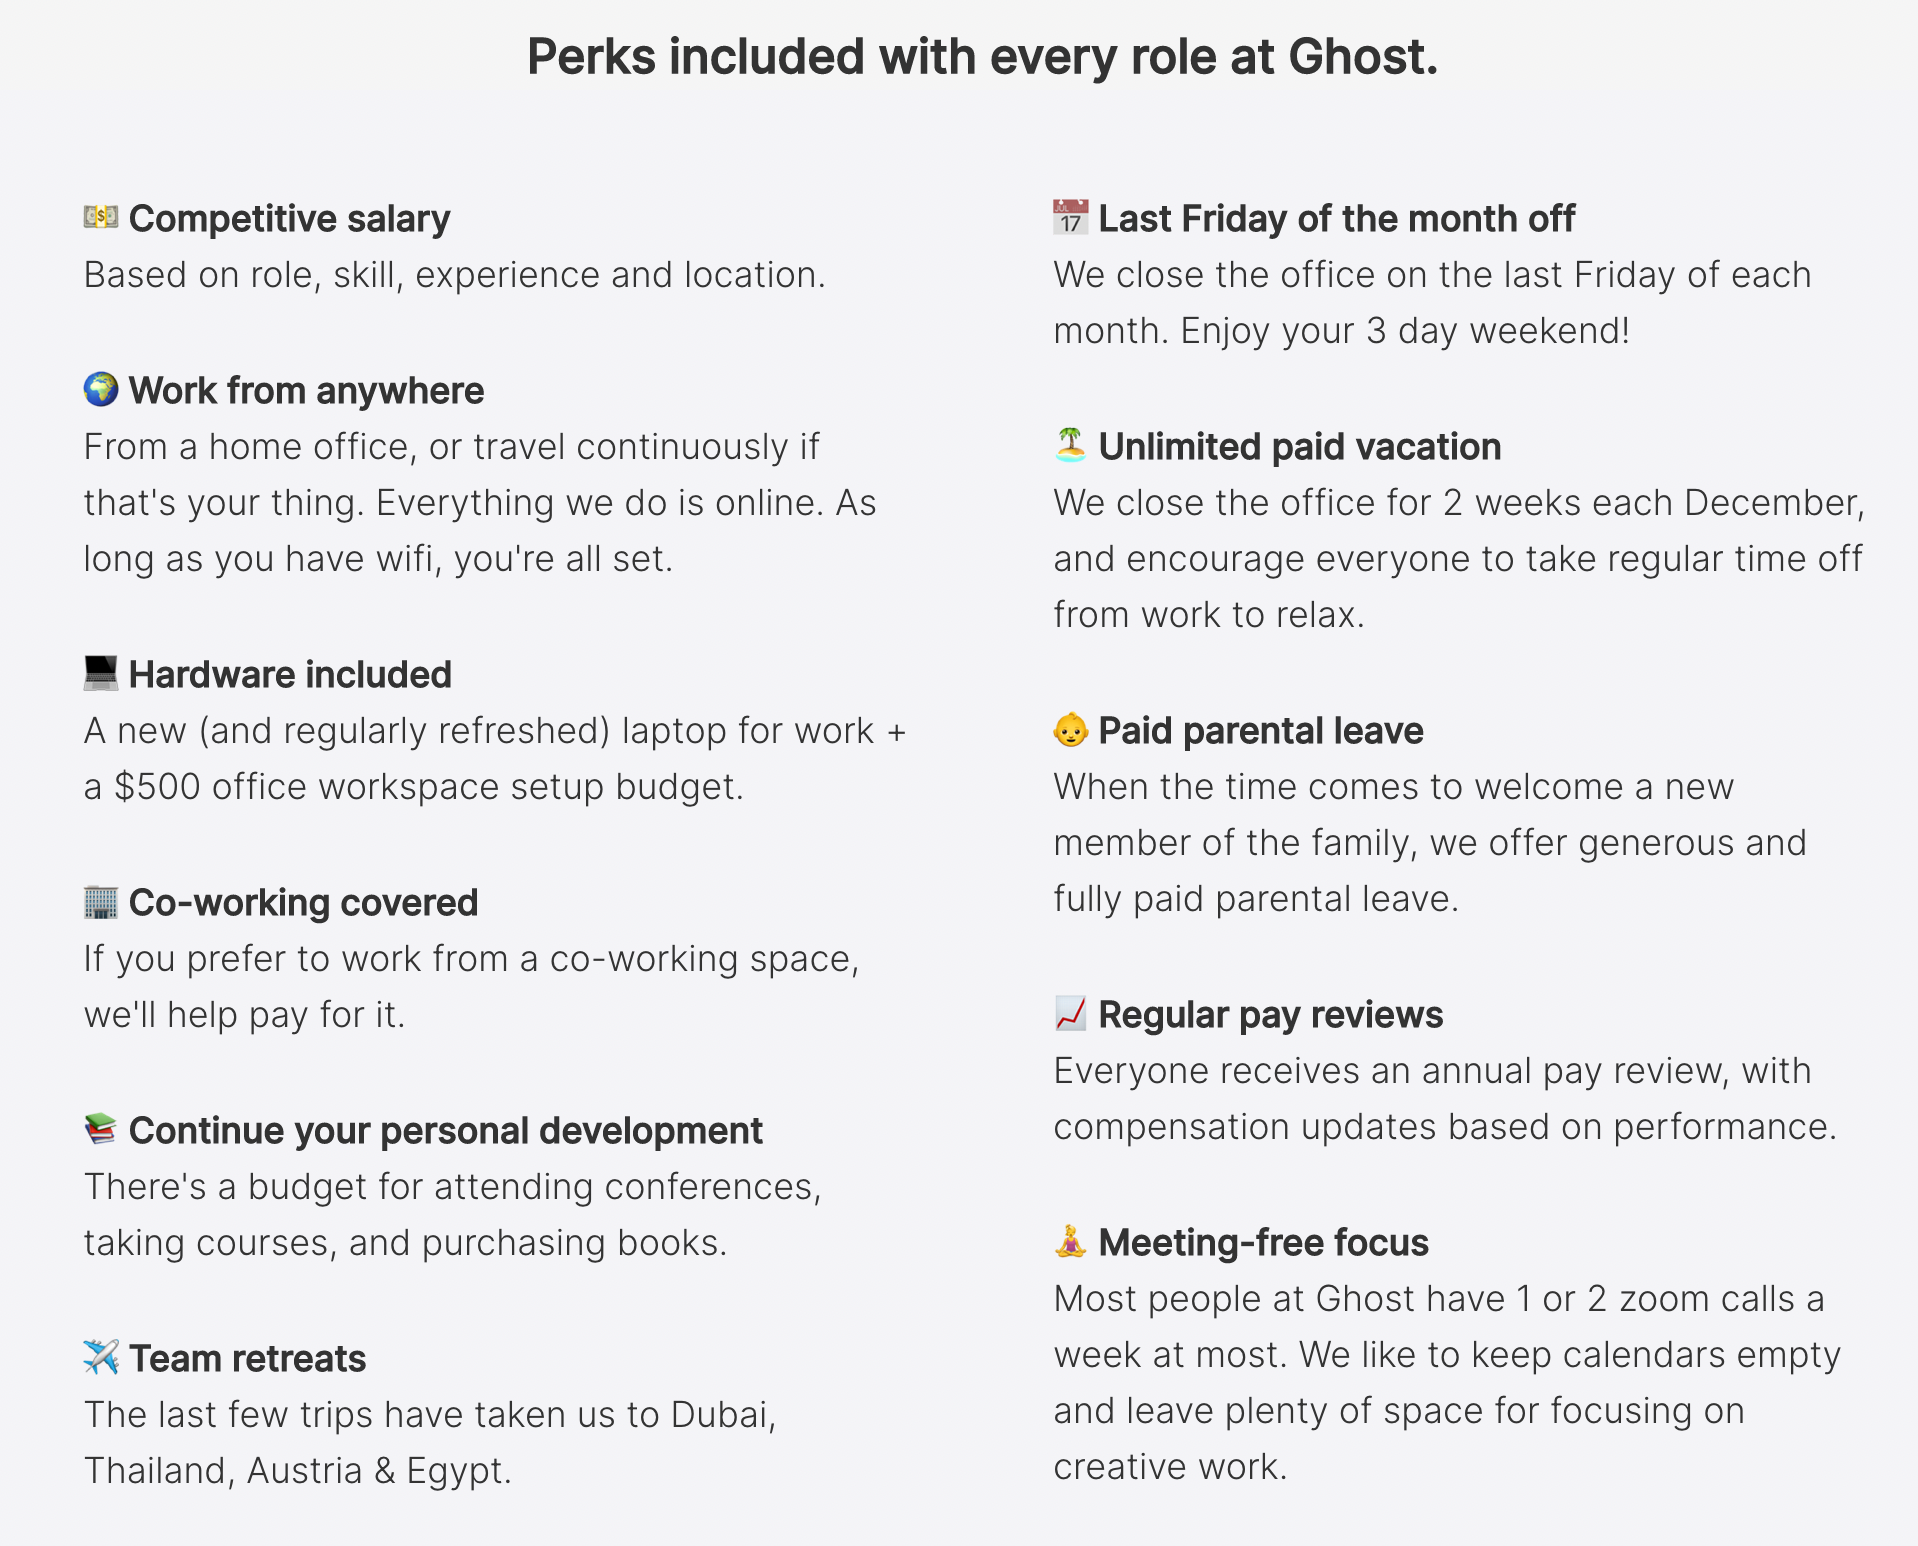 Perks included with every role at Ghost.
💵 Competitive salary
Based on role, skill, experience and location.
🌍 Work from anywhere
From a home office, or travel continuously if
that's your thing. Everything we do is online. As
long as you have wifi, you're all set.
💻 Hardware included
A new (and regularly refreshed) laptop for work +
a $500 office workspace setup budget.
🏢 Co-working covered
If you prefer to work from a co-working space,
we'll help pay for it.
📚 Continue your personal development
There's a budget for attending conferences,
taking courses, and purchasing books.
✈️ Team retreats
The last few trips have taken us to Dubai,
Thailand, Austria & Egypt.
📅 Last Friday of the month off
We close the office on the last Friday of each
month. Enjoy your 3 day weekend!
🏝 Unlimited paid vacation
We close the office for 2 weeks each December,
and encourage everyone to take regular time off
from work to relax.
👶 Paid parental leave
When the time comes to welcome a new
member of the family, we offer generous and
fully paid parental leave.
📈 Regular pay reviews
Everyone receives an annual pay review, with
compensation updates based on performance.
🧘 Meeting-free focus
Most people at Ghost have 1 or 2 zoom calls a
week at most. We like to keep calendars empty
and leave plenty of space for focusing on
creative work.